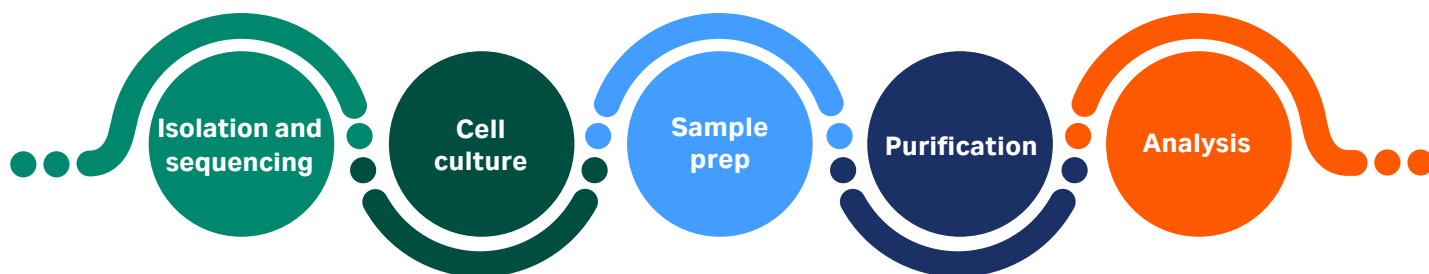 Isolation and
sequencing
Cell
culture
Sample
prep
Purification
Analysis